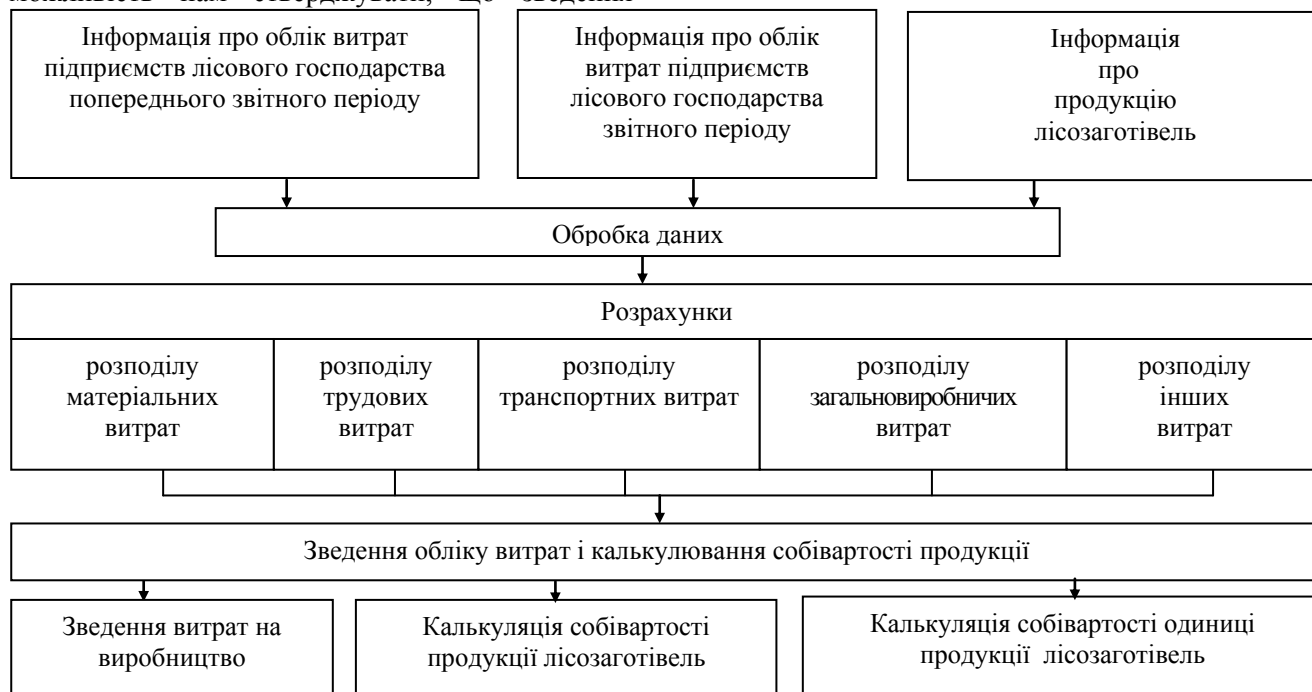 можливість нам стверджувати, що зведення
Інформація про облік витрат
підприємств лісового господарства
попереднього звітного періоду
Інформація про облік
витрат підприємств
лісового господарства
звітного періоду
Інформація
про
продукцію
лісозаготівель
Обробка даних
Розрахунки
розподілу
матеріальних
витрат
розподілу
трудових
витрат
розподілу
транспортних витрат
розподілу
загальновиробничих
витрат
розподілу
інших
витрат
Зведення обліку витрат і калькулювання собівартості продукції
Зведення витрат на
виробництво
Калькуляція собівартості
продукції лісозаготівель
Калькуляція собівартості одиниці
продукції лісозаготівель